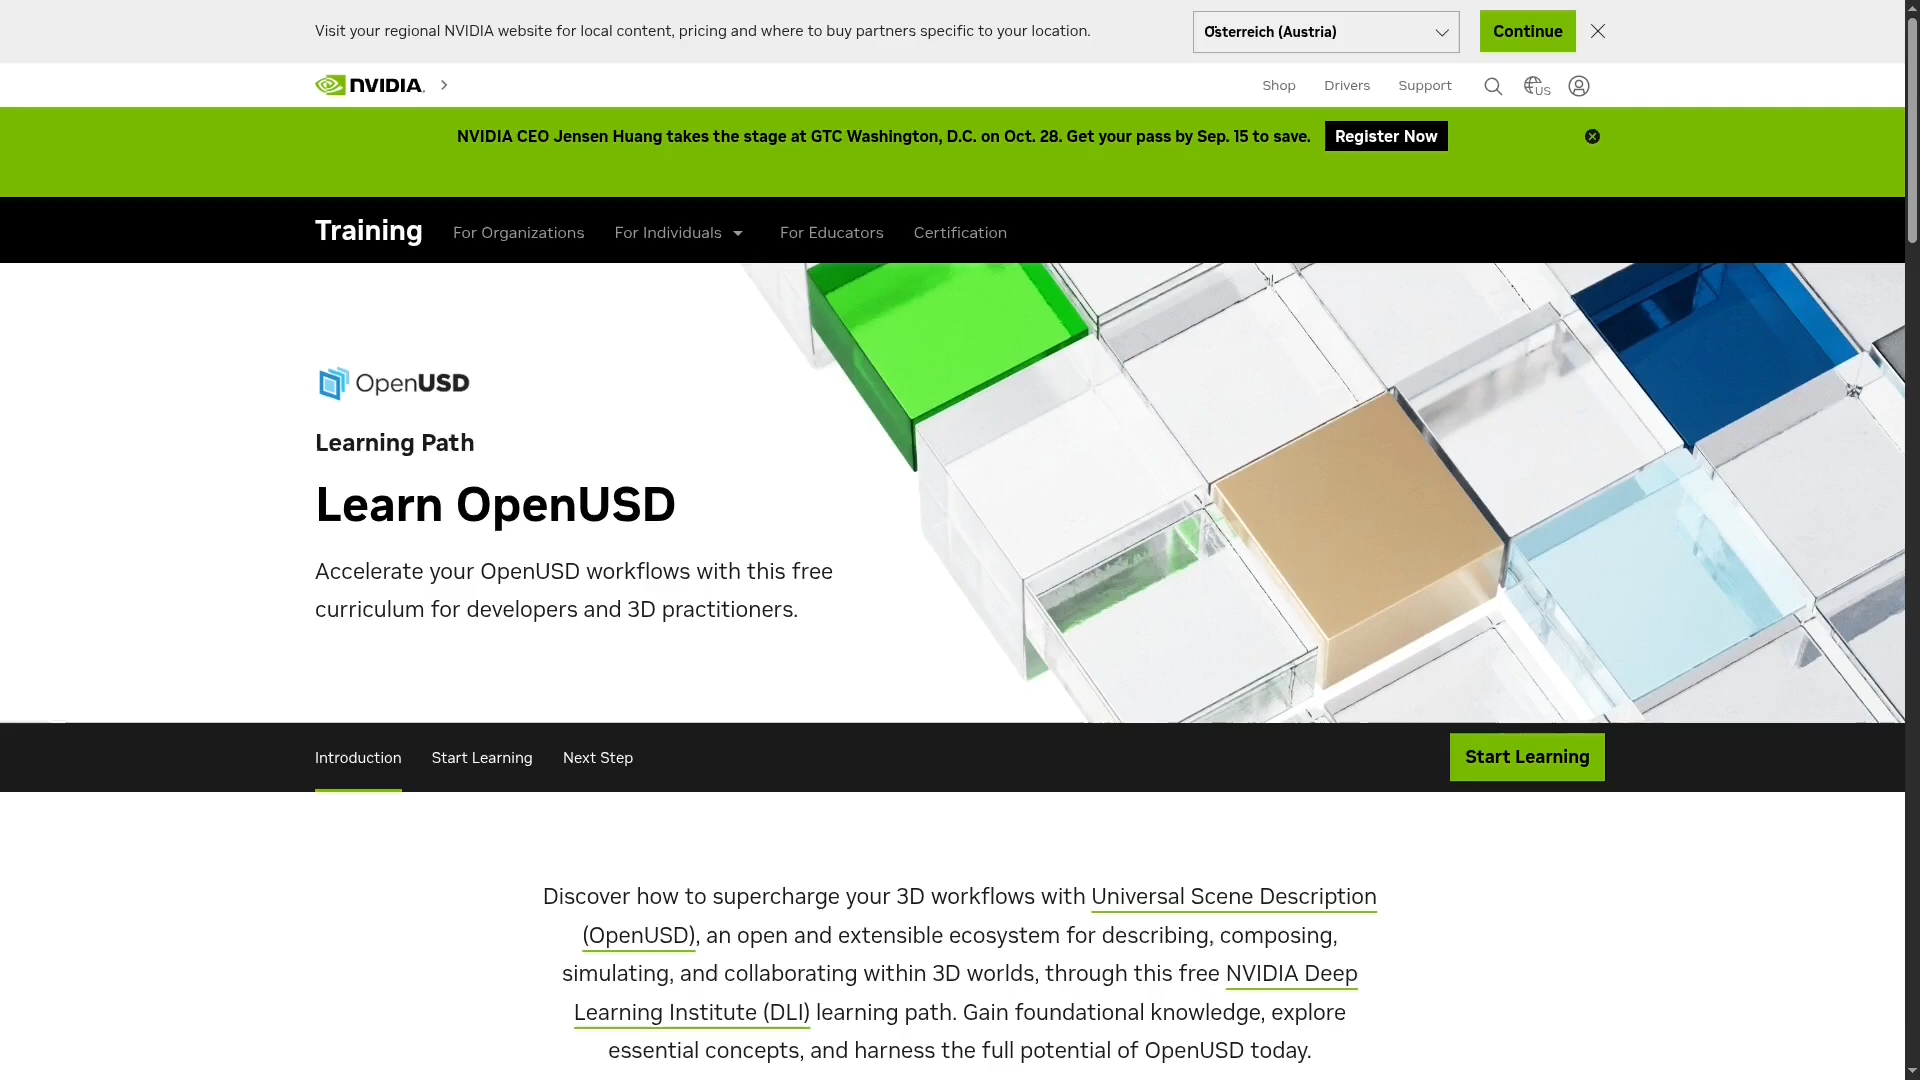 Visit your regional NVIDIA website for local content, pricing and where to buy partners specific to your location.
Österreich (Austria)
Continue
NVIDIA.
Shop
Drivers
Support
US
NVIDIA CEO Jensen Huang takes the stage at GTC Washington, D.C. on Oct. 28. Get your pass by Sep. 15 to save.
Register Now
Training
For Organizations
For Individuals
For Educators
Certification
OpenUSD
Learning Path
Learn OpenUSD
Accelerate your OpenUSD workflows with this free
curriculum for developers and 3D practitioners.
Introduction
Start Learning
Next Step
Start Learning
Discover how to supercharge your 3D workflows with Universal Scene Description
(OpenUSD), an open and extensible ecosystem for describing, composing,
simulating, and collaborating within 3D worlds, through this free NVIDIA Deep
Learning Institute (DLI) learning path. Gain foundational knowledge, explore
essential concepts, and harness the full potential of OpenUSD today.